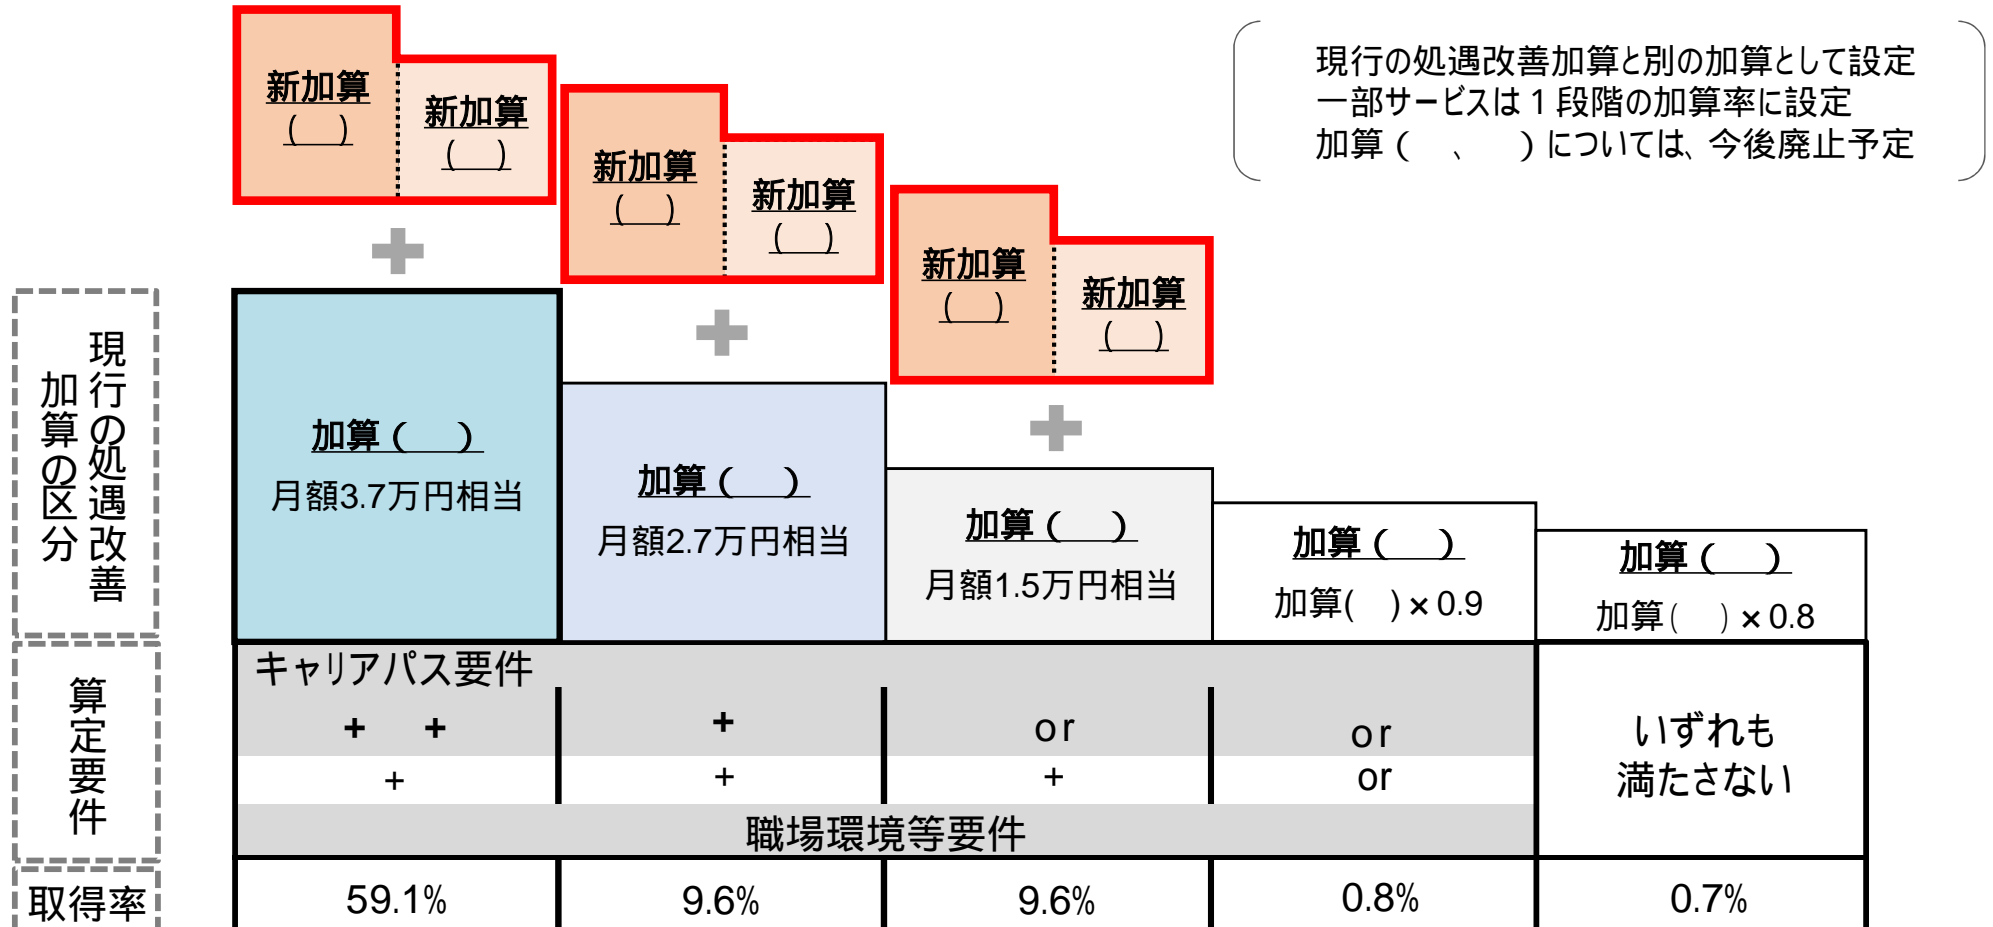 現行の処遇改善加算と別の加算として設定
一部サービスは1段階の加算率に設定
加算(　、　)については、今後廃止予定
新加算
(　)
新加算
(　)
新加算
(　)
新加算
(　)
新加算
(　)
新加算
(　)
現行の処遇改善
加算の区分
加算(　)
月額3.7万円相当
加算(　)
月額2.7万円相当
加算(　)
月額1.5万円相当
加算(　)
加算(　)×0.9
加算(　)
加算(　)×0.8
算定要件
キャリアパス要件
+　+
+
or
or
+
+
+
or
いずれも
満たさない
職場環境等要件
取得率
59.1%
9.6%
9.6%
0.8%
0.7%